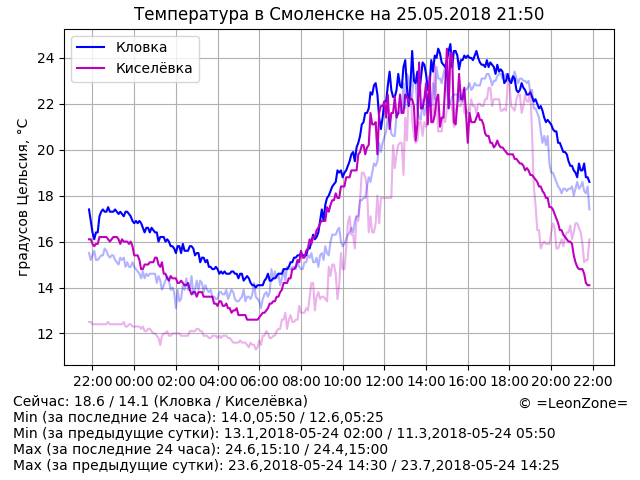 Температура в Смоленске на 25.05.2018 21:50
Кловка
Киселёвка
градусов Цельсия, °C
24
22
20
18
16
14
12
22:00 00:00 02:00 04:00 06:00 08:00 10:00 12:00 14:00 16:00 18:00 20:00 22:00
Сейчас: 18.6 / 14.1 (Кловка / Киселёвка)
© =LeonZone=
Min (за последние 24 часа): 14.0,05:50 / 12.6,05:25
Min (за предыдущие сутки): 13.1,2018-05-24 02:00 / 11.3,2018-05-24 05:50
Max (за последние 24 часа): 24.6,15:10 / 24.4,15:00
Max (за предыдущие сутки): 23.6,2018-05-24 14:30 / 23.7,2018-05-24 14:25